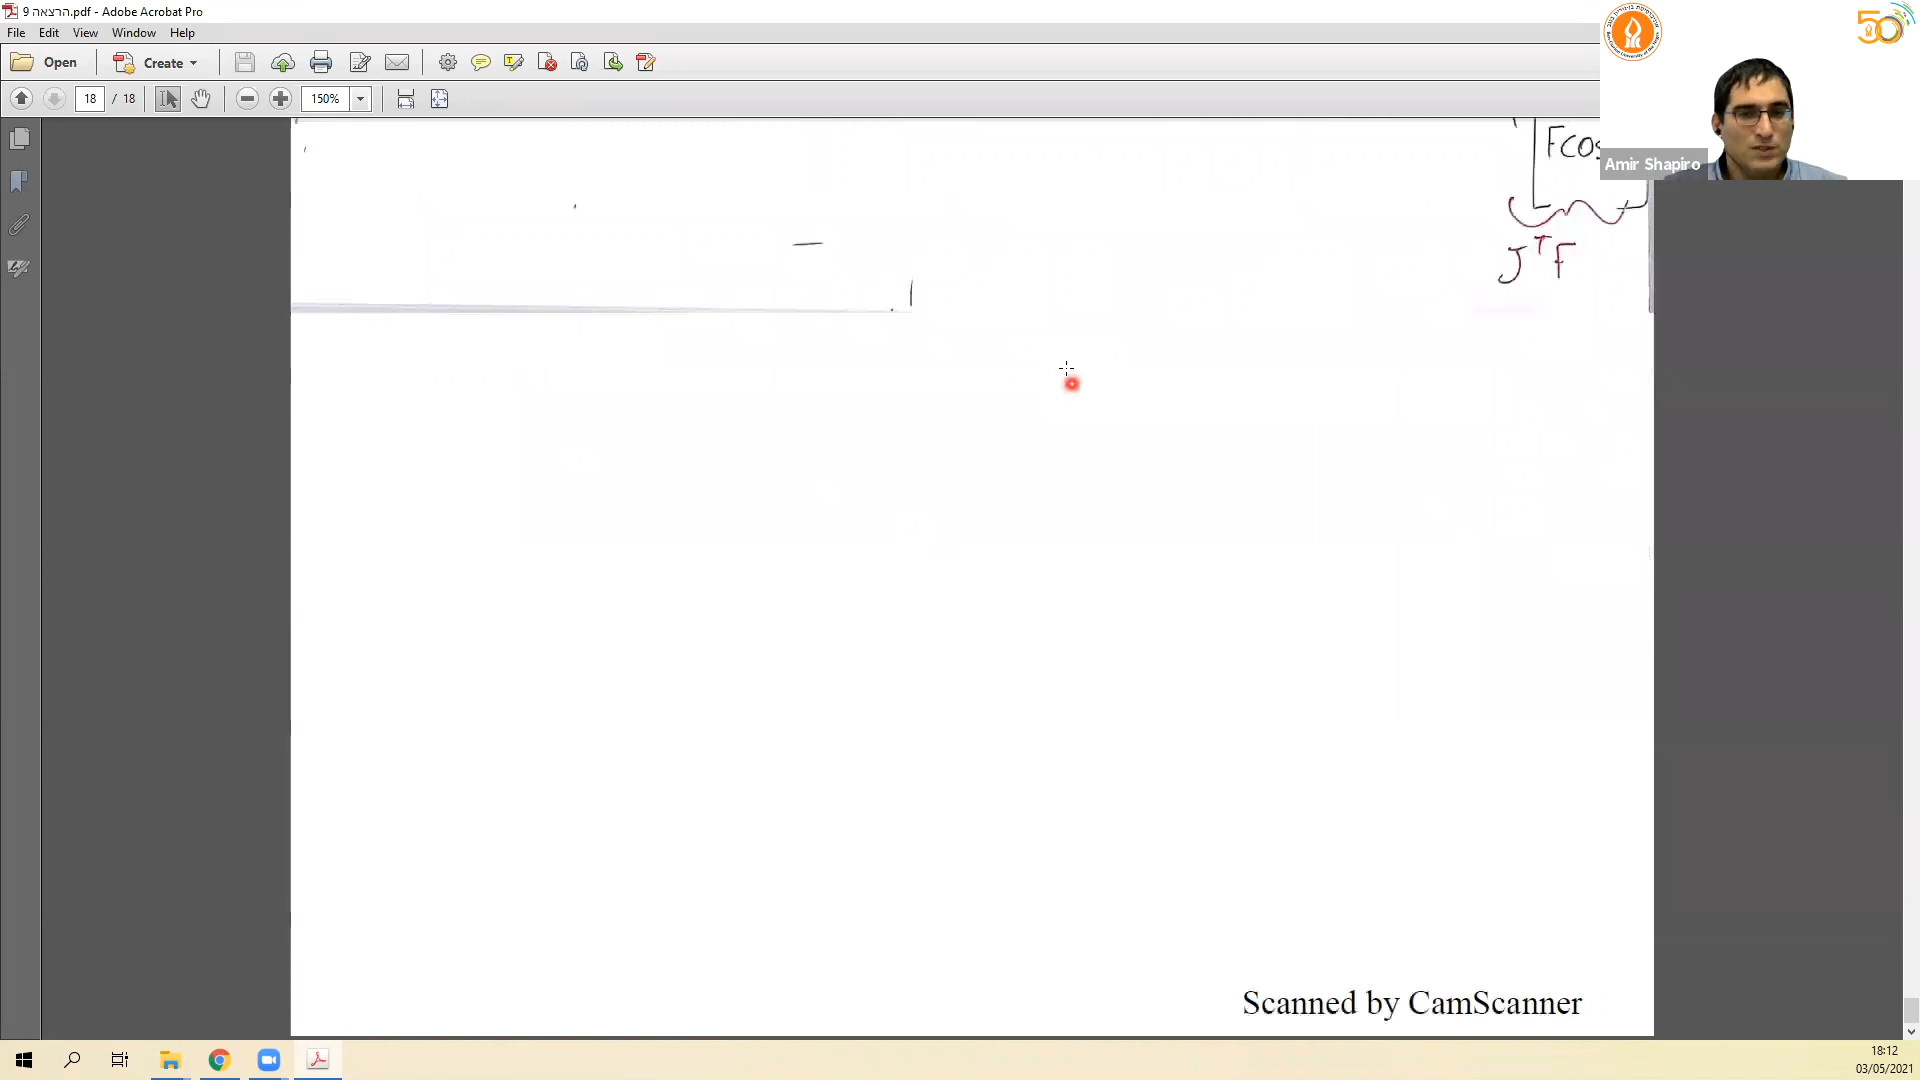 הרצאה 9.pdf - Adobe Acrobat Pro
File Edit View Window Help
Open Create
18 / 18 150%
Amir Shapiro
50
Fcos
JᵀF
Scanned by CamScanner
18:12
03/05/2021